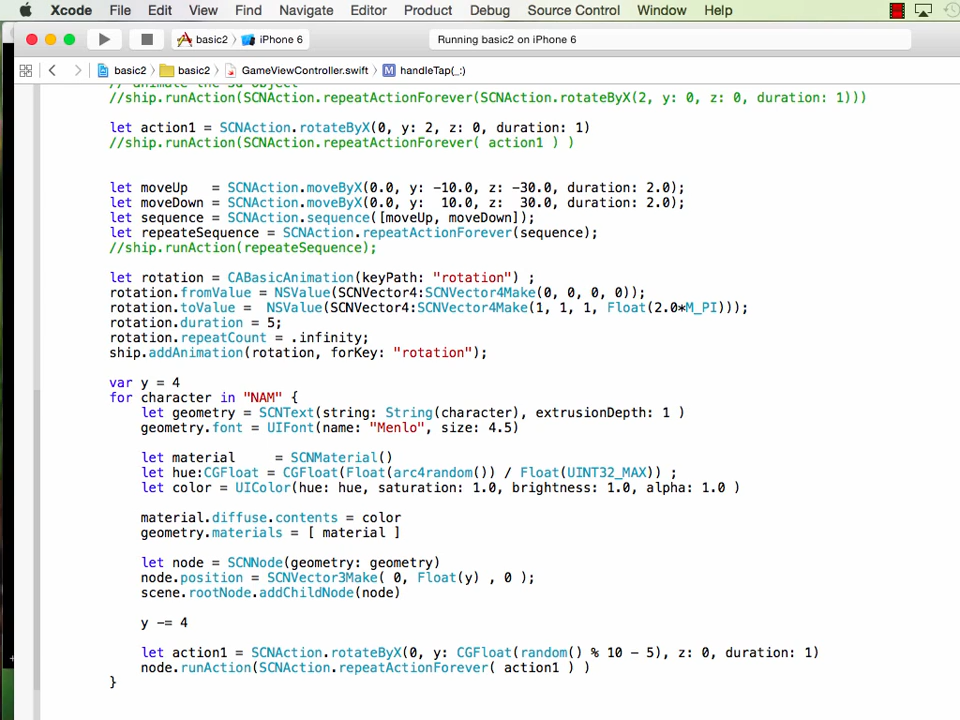 Xcode File Edit View Find Navigate Editor Product Debug Source Control Window Help
basic2 iPhone 6 Running basic2 on iPhone 6
basic2 basic2 GameViewController.swift M handleTap(_:)
// animate the 3d object
//ship.runAction(SCNAction.repeatActionForever(SCNAction.rotateByX(2, y: 0, z: 0, duration: 1)))
let action1 = SCNAction.rotateByX(0, y: 2, z: 0, duration: 1)
//ship.runAction(SCNAction.repeatActionForever( action1 ) )
let moveUp   = SCNAction.moveByX(0.0, y: -10.0, z: -30.0, duration: 2.0);
let moveDown = SCNAction.moveByX(0.0, y:  10.0, z:  30.0, duration: 2.0);
let sequence = SCNAction.sequence([moveUp, moveDown]);
let repeateSequence = SCNAction.repeatActionForever(sequence);
//ship.runAction(repeateSequence);
let rotation = CABasicAnimation(keyPath: "rotation") ;
rotation.fromValue = NSValue(SCNVector4:SCNVector4Make(0, 0, 0, 0));
rotation.toValue =  NSValue(SCNVector4:SCNVector4Make(1, 1, 1, Float(2.0*M_PI)));
rotation.duration = 5;
rotation.repeatCount = .infinity;
ship.addAnimation(rotation, forKey: "rotation");
var y = 4
for character in "NAM" {
let geometry = SCNText(string: String(character), extrusionDepth: 1 )
geometry.font = UIFont(name: "Menlo", size: 4.5)
let material     = SCNMaterial()
let hue:CGFloat = CGFloat(Float(arc4random()) / Float(UINT32_MAX)) ;
let color = UIColor(hue: hue, saturation: 1.0, brightness: 1.0, alpha: 1.0 )
material.diffuse.contents = color
geometry.materials = [ material ]
let node = SCNNode(geometry: geometry)
node.position = SCNVector3Make( 0, Float(y) , 0 );
scene.rootNode.addChildNode(node)
y -= 4
let action1 = SCNAction.rotateByX(0, y: CGFloat(random() % 10 - 5), z: 0, duration: 1)
node.runAction(SCNAction.repeatActionForever( action1 ) )
}